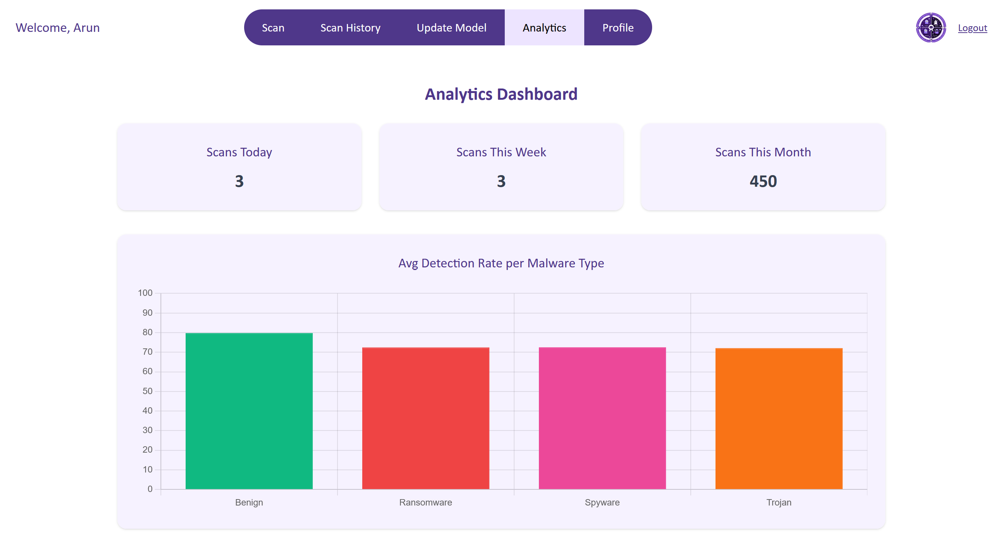 Welcome, Arun
Scan
Scan History
Update Model
Analytics
Profile
Logout
Analytics Dashboard
Scans Today
3
Scans This Week
3
Scans This Month
450
Avg Detection Rate per Malware Type
100
90
80
70
60
50
40
30
20
10
0
Benign
Ransomware
Spyware
Trojan